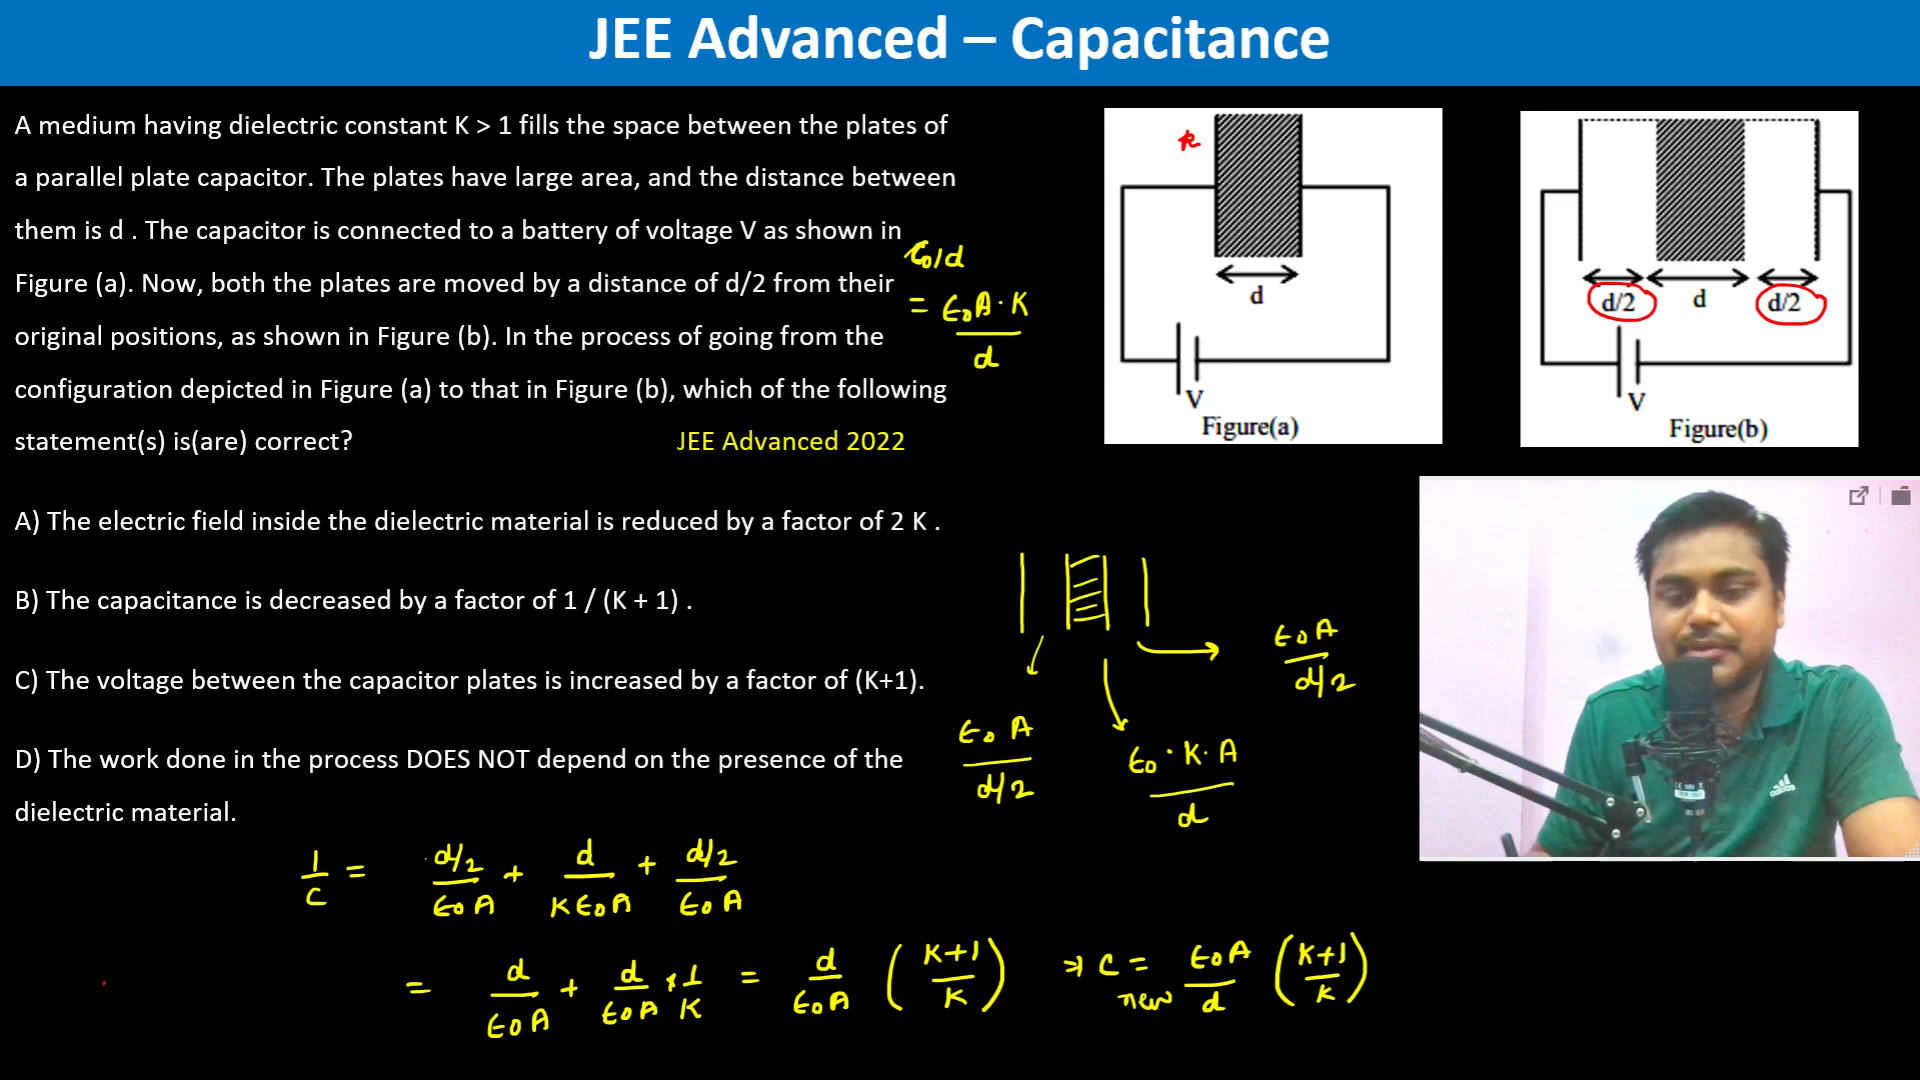 JEE Advanced – Capacitance
A medium having dielectric constant K > 1 fills the space between the plates of
a parallel plate capacitor. The plates have large area, and the distance between
them is d . The capacitor is connected to a battery of voltage V as shown in
Figure (a). Now, both the plates are moved by a distance of d/2 from their
original positions, as shown in Figure (b). In the process of going from the
configuration depicted in Figure (a) to that in Figure (b), which of the following
statement(s) is(are) correct?
JEE Advanced 2022
A) The electric field inside the dielectric material is reduced by a factor of 2 K .
B) The capacitance is decreased by a factor of 1 / (K + 1) .
C) The voltage between the capacitor plates is increased by a factor of (K+1).
D) The work done in the process DOES NOT depend on the presence of the
dielectric material.
Cold
= ε₀A·K / d
K
d
V
Figure(a)
d/2 d d/2
V
Figure(b)
ε₀A / d/2
ε₀A / d/2
ε₀·K·A / d
1/C = d/2 / ε₀A + d / Kε₀A + d/2 / ε₀A
= d / ε₀A + d / ε₀A × 1/K = d / ε₀A (K+1 / K) ⇒ C new = ε₀A / d (K+1 / K)
adidas